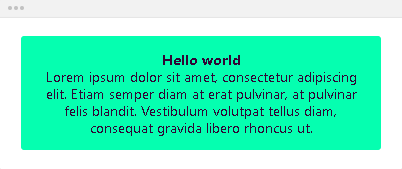 Hello world
Lorem ipsum dolor sit amet, consectetur adipiscing
elit. Etiam semper diam at erat pulvinar, at pulvinar
felis blandit. Vestibulum volutpat tellus diam,
consequat gravida libero rhoncus ut.